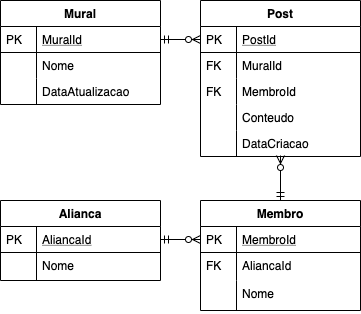 Mural
PK MuralId
Nome
DataAtualizacao
Post
PK PostId
FK MuralId
FK MembroId
Conteudo
DataCriacao
Alianca
PK AliancaId
Nome
Membro
PK MembroId
FK AliancaId
Nome